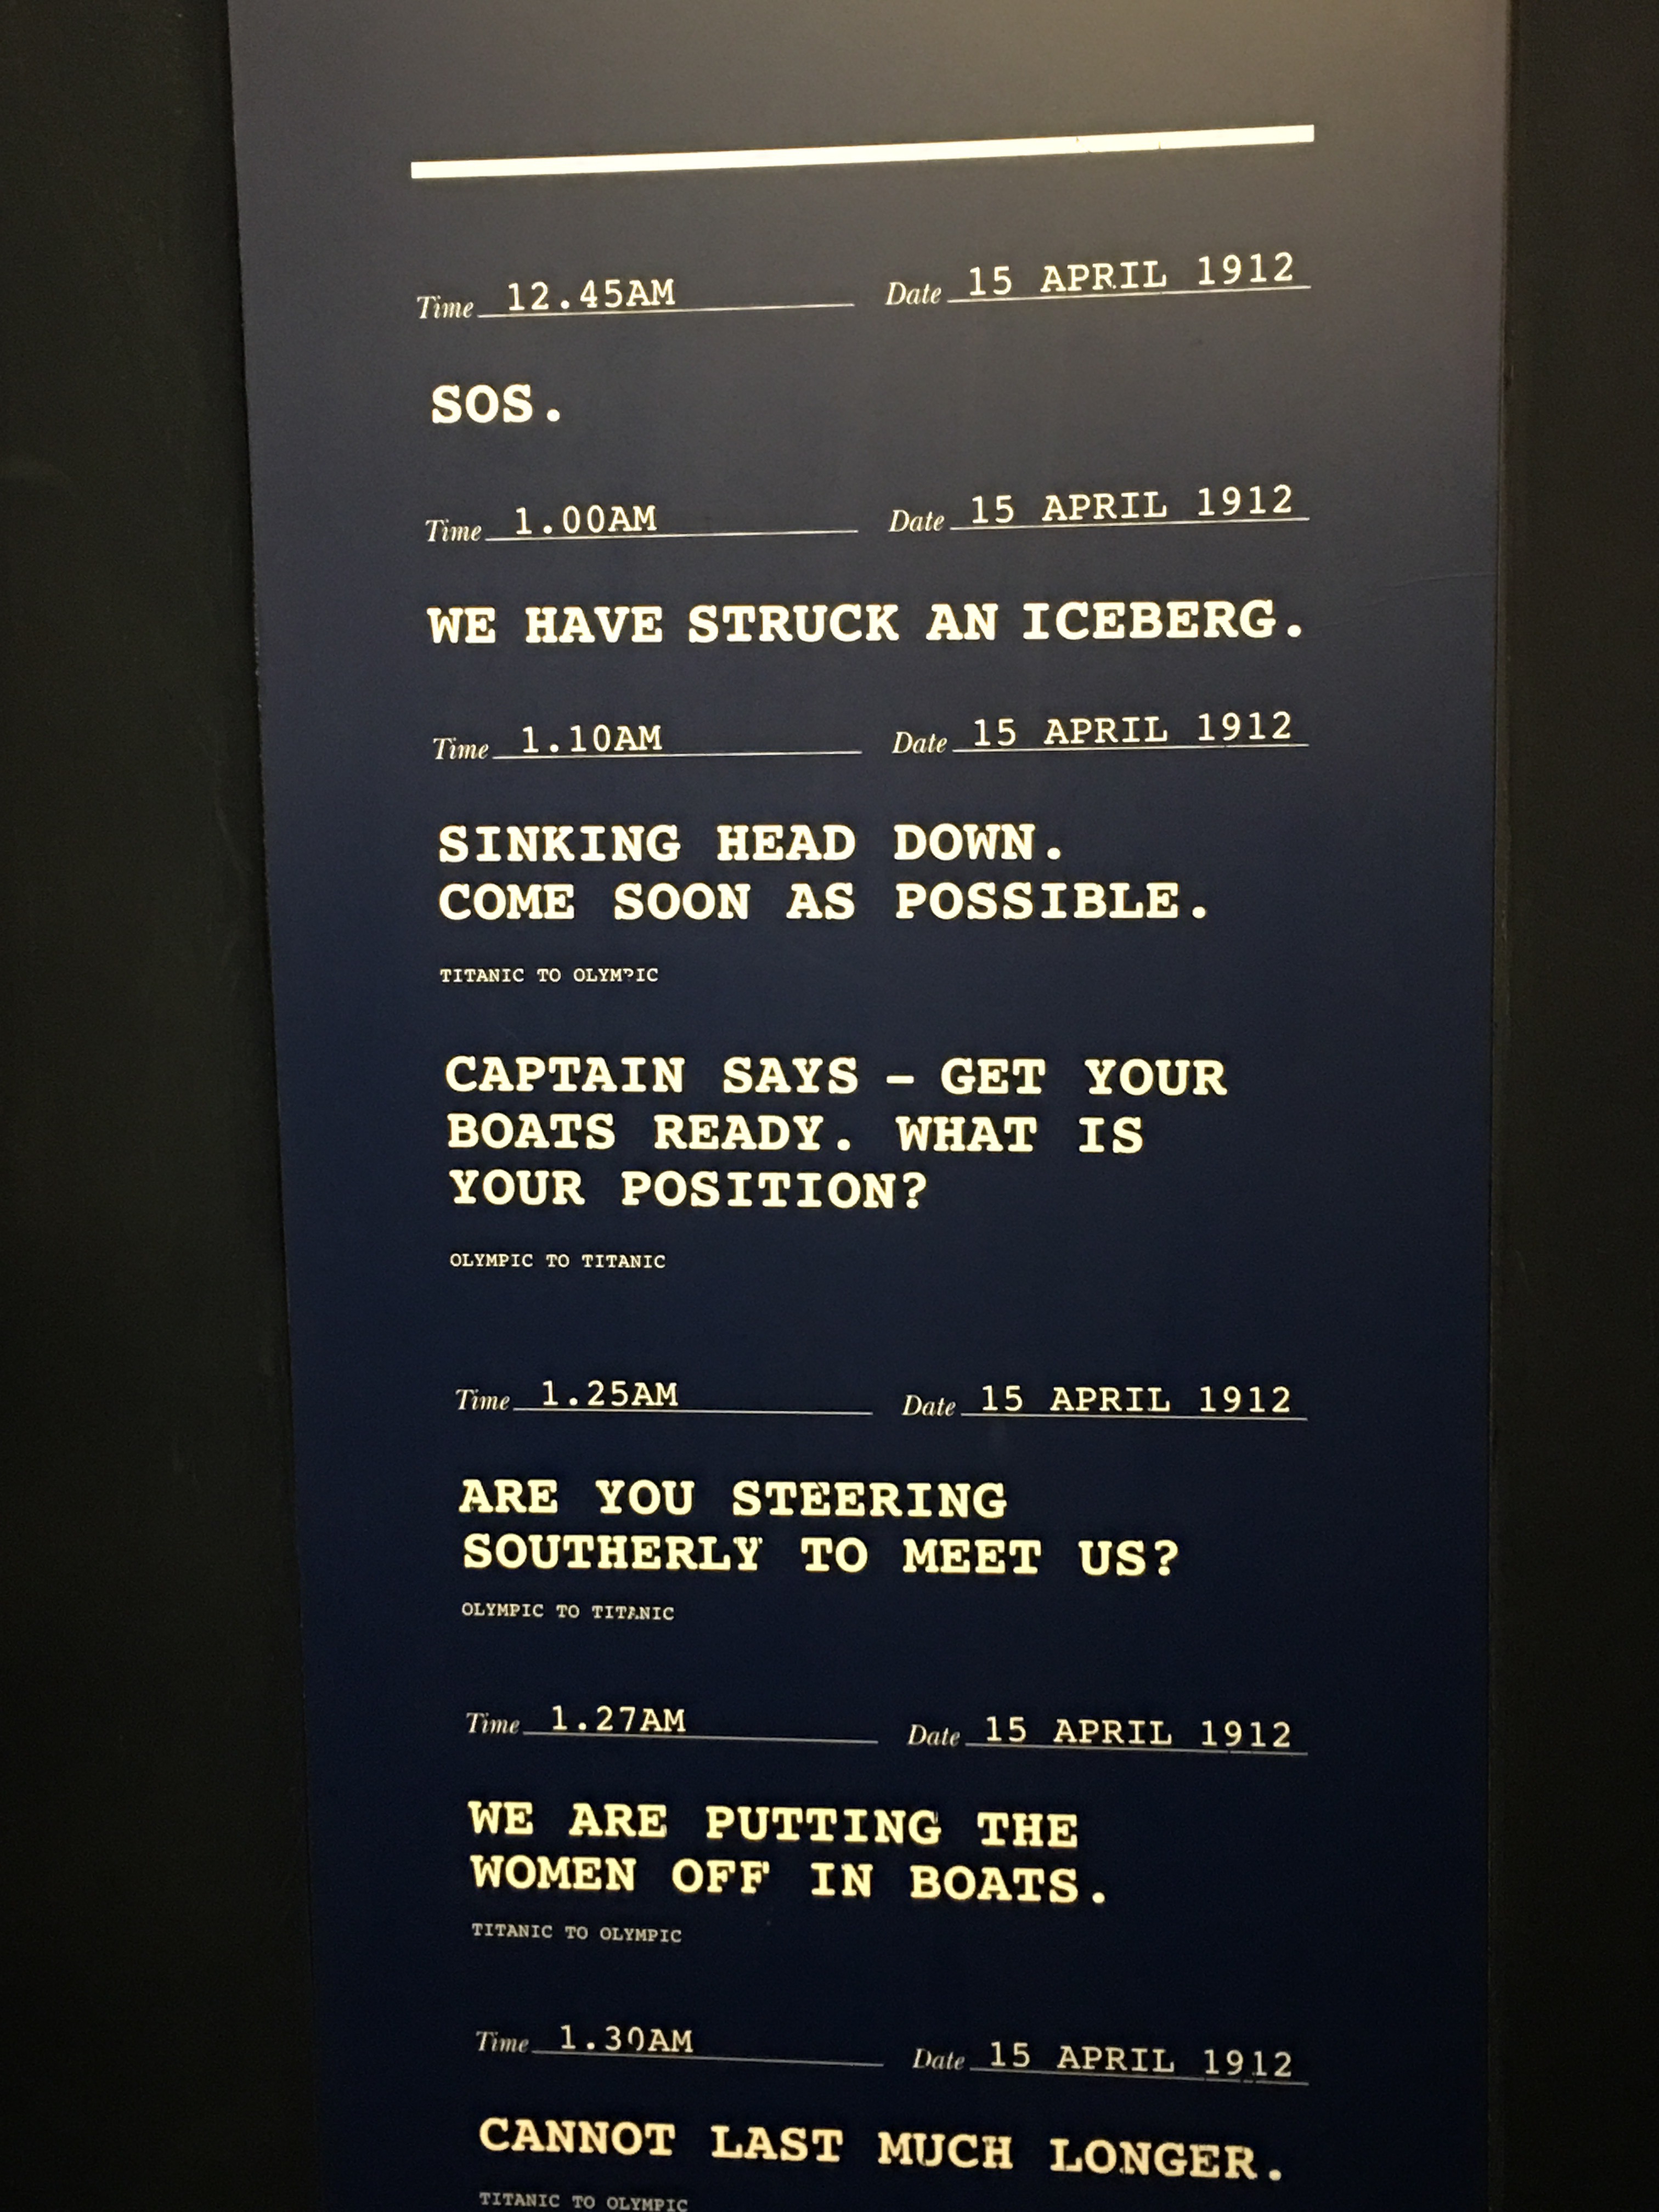 Time 12.45AM Date 15 APRIL 1912
SOS.
Time 1.00AM Date 15 APRIL 1912
WE HAVE STRUCK AN ICEBERG.
Time 1.10AM Date 15 APRIL 1912
SINKING HEAD DOWN.
COME SOON AS POSSIBLE.
TITANIC TO OLYMPIC
CAPTAIN SAYS – GET YOUR
BOATS READY. WHAT IS
YOUR POSITION?
OLYMPIC TO TITANIC
Time 1.25AM Date 15 APRIL 1912
ARE YOU STEERING
SOUTHERLY TO MEET US?
OLYMPIC TO TITANIC
Time 1.27AM Date 15 APRIL 1912
WE ARE PUTTING THE
WOMEN OFF IN BOATS.
TITANIC TO OLYMPIC
Time 1.30AM Date 15 APRIL 1912
CANNOT LAST MUCH LONGER.
TITANIC TO OLYMPIC